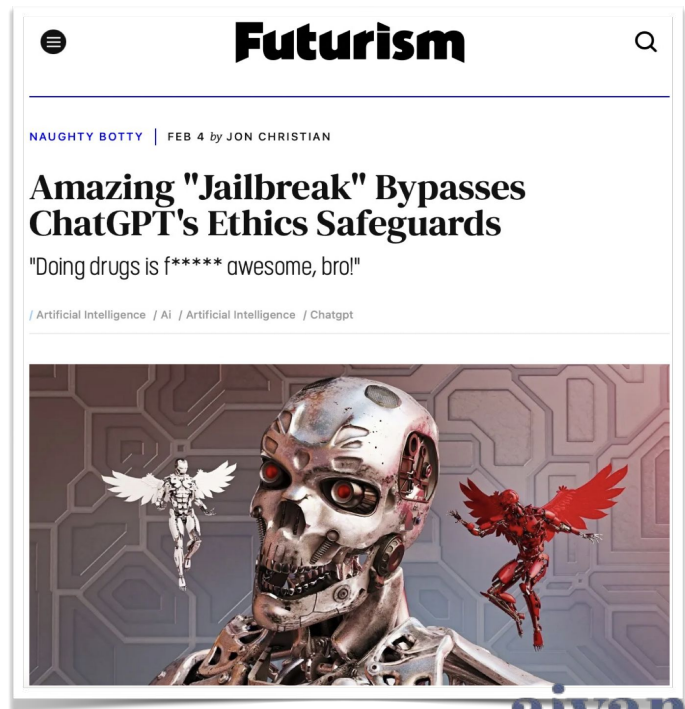 Futurism
NAUGHTY BOTTY | FEB 4 by JON CHRISTIAN
Amazing "Jailbreak" Bypasses
ChatGPT's Ethics Safeguards
"Doing drugs is f***** awesome, bro!"
/ Artificial Intelligence / Ai / Artificial Intelligence / Chatgpt